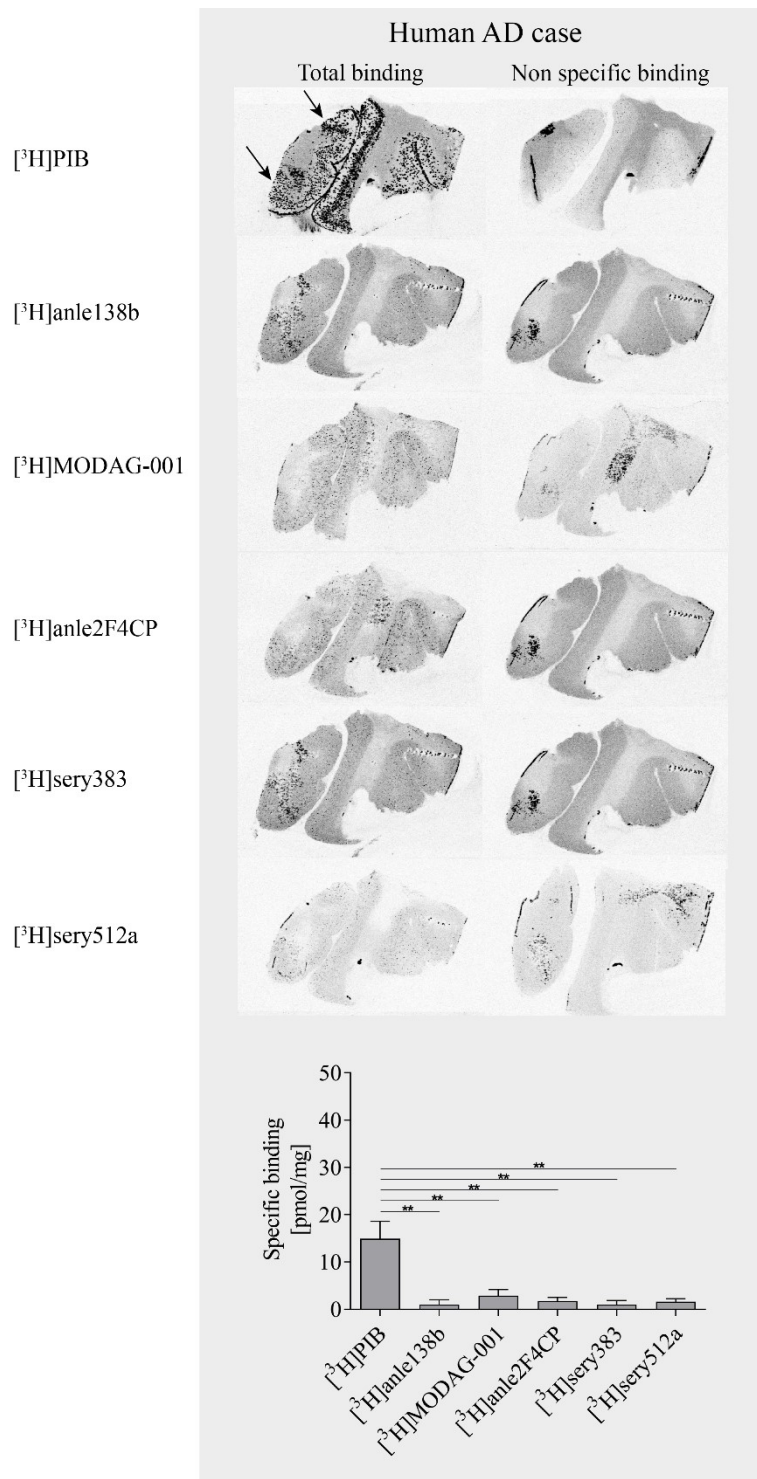 Human AD case
Total binding Non specific binding
[³H]PIB
[³H]anle138b
[³H]MODAG-001
[³H]anle2F4CP
[³H]sery383
[³H]sery512a
50
40
30
20
10
0
Specific binding
[pmol/mg]
**
**
**
**
**
[³H]PIB
[³H]anle138b
[³H]MODAG-001
[³H]anle2F4CP
[³H]sery383
[³H]sery512a